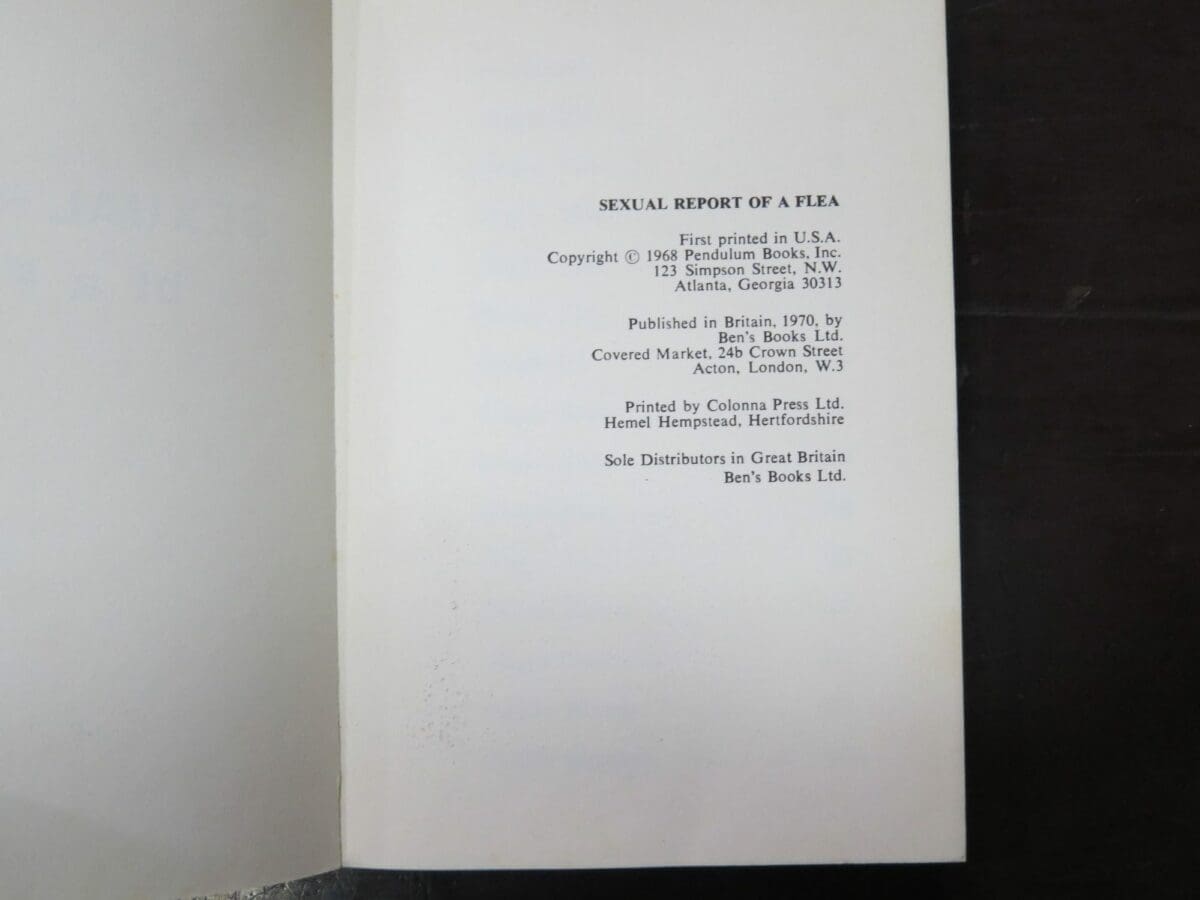 SEXUAL REPORT OF A FLEA
First printed in U.S.A.
Copyright © 1968 Pendulum Books, Inc.
123 Simpson Street, N.W.
Atlanta, Georgia 30313
Published in Britain, 1970, by
Ben's Books Ltd.
Covered Market, 24b Crown Street
Acton, London, W.3
Printed by Colonna Press Ltd.
Hemel Hempstead, Hertfordshire
Sole Distributors in Great Britain
Ben's Books Ltd.